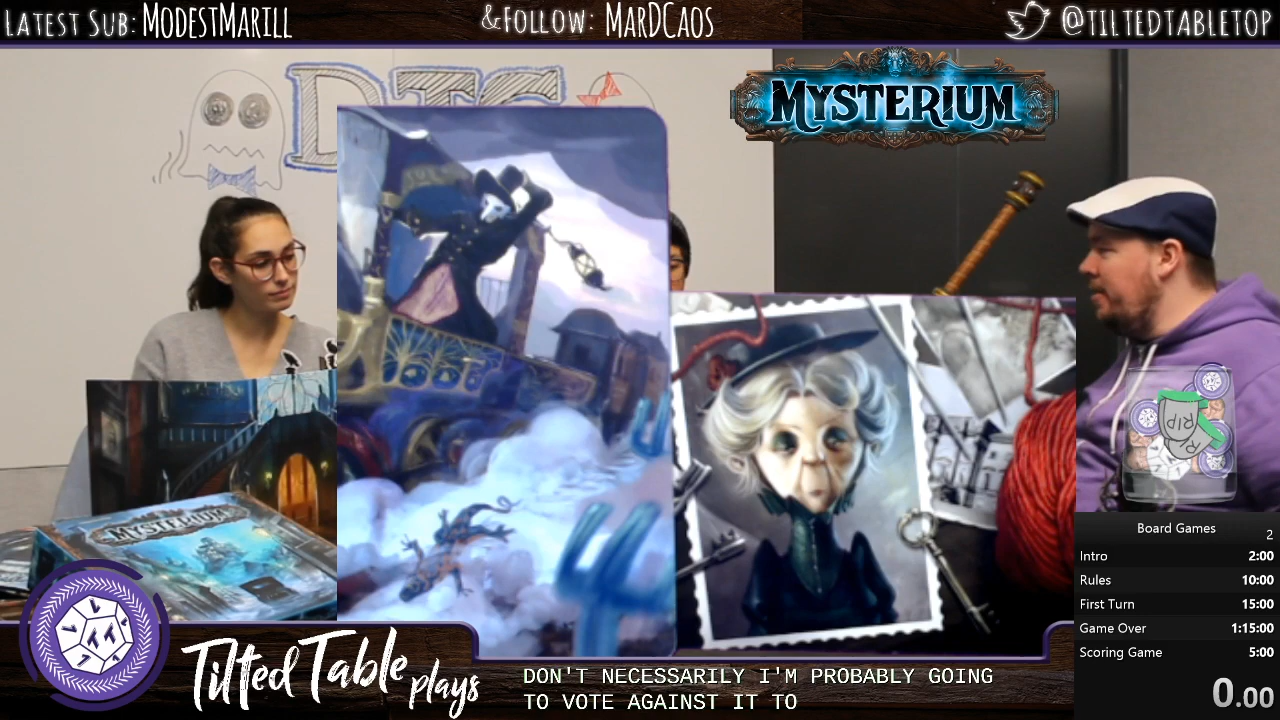 LATEST SUB: MODESTMARILL
&FOLLOW: MARDCAOS
@TILTEDTABLETOP
DTS
MYSTERIUM
RIP
MYSTERIUM
Board Games
2
Intro 2:00
Rules 10:00
First Turn 15:00
Game Over 1:15:00
Scoring Game 5:00
0.00
Tilted Table plays
DON'T NECESSARILY I'M PROBABLY GOING
TO VOTE AGAINST IT TO